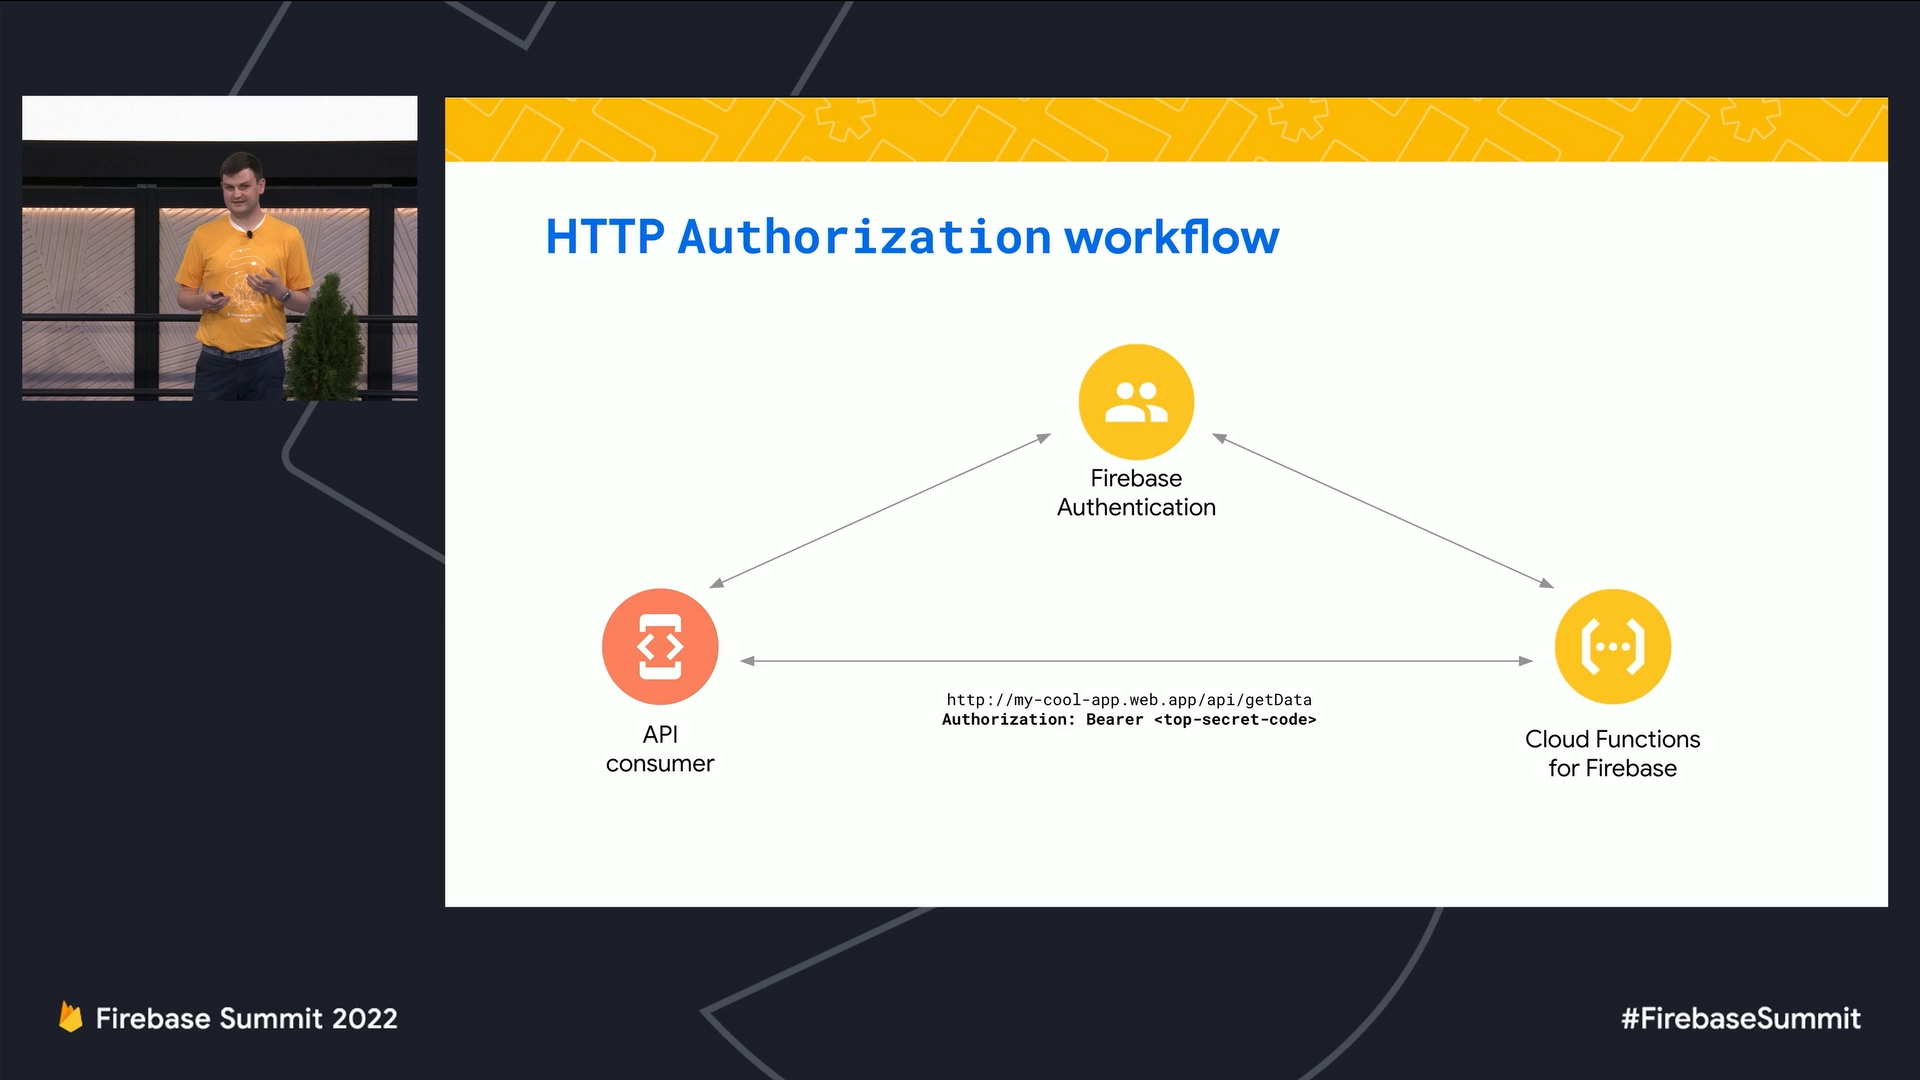 HTTP Authorization workflow
Firebase
Authentication
http://my-cool-app.web.app/api/getData
Authorization: Bearer <top-secret-code>
API
consumer
Cloud Functions
for Firebase
Firebase Summit 2022
#FirebaseSummit